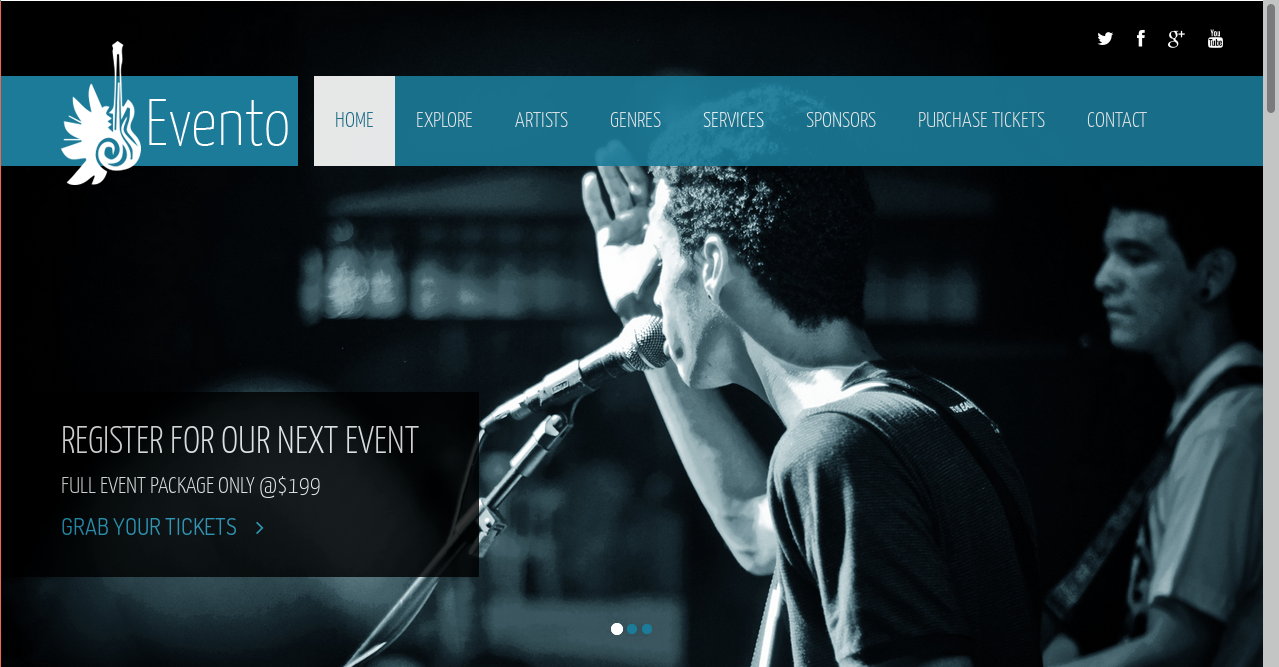 You
Tube
Evento
HOME EXPLORE ARTISTS GENRES SERVICES SPONSORS PURCHASE TICKETS CONTACT
REGISTER FOR OUR NEXT EVENT
FULL EVENT PACKAGE ONLY @$199
GRAB YOUR TICKETS